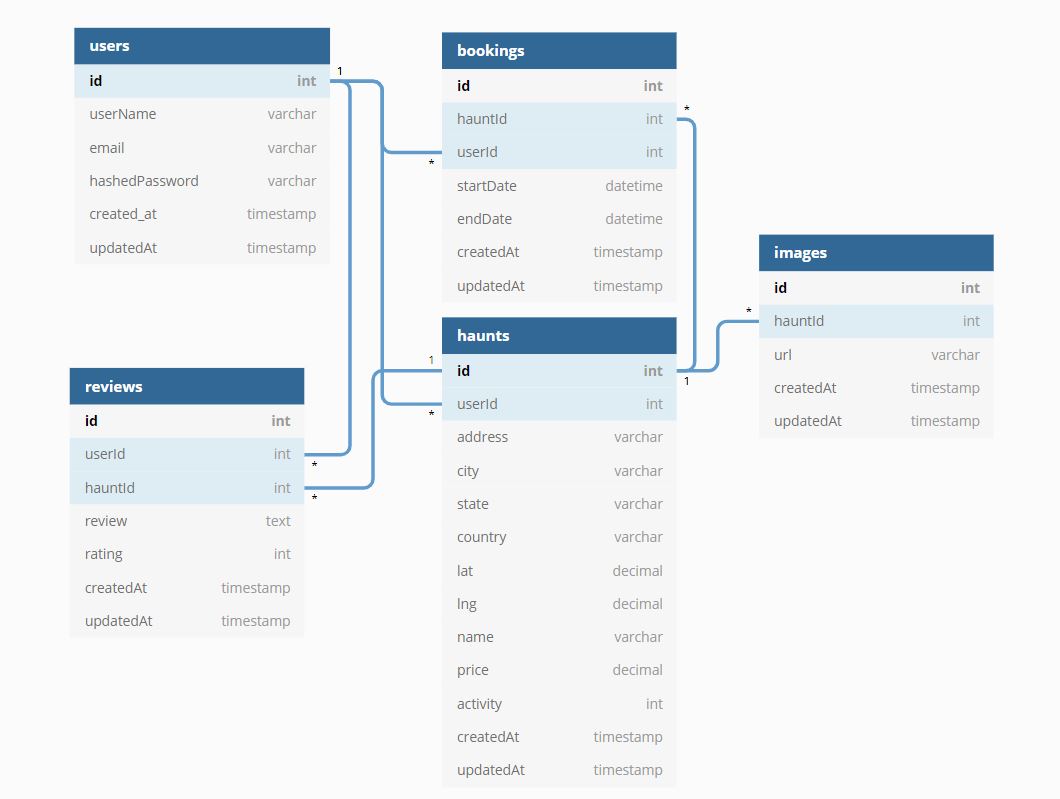 users
id int
userName varchar
email varchar
hashedPassword varchar
created_at timestamp
updatedAt timestamp
1
bookings
id int
hauntId int
userId int
startDate datetime
endDate datetime
createdAt timestamp
updatedAt timestamp
*
*
images
id int
hauntId int
url varchar
createdAt timestamp
updatedAt timestamp
*
haunts
id int
userId int
address varchar
city varchar
state varchar
country varchar
lat decimal
lng decimal
name varchar
price decimal
activity int
createdAt timestamp
updatedAt timestamp
1
1
*
reviews
id int
userId int
hauntId int
review text
rating int
createdAt timestamp
updatedAt timestamp
*
*